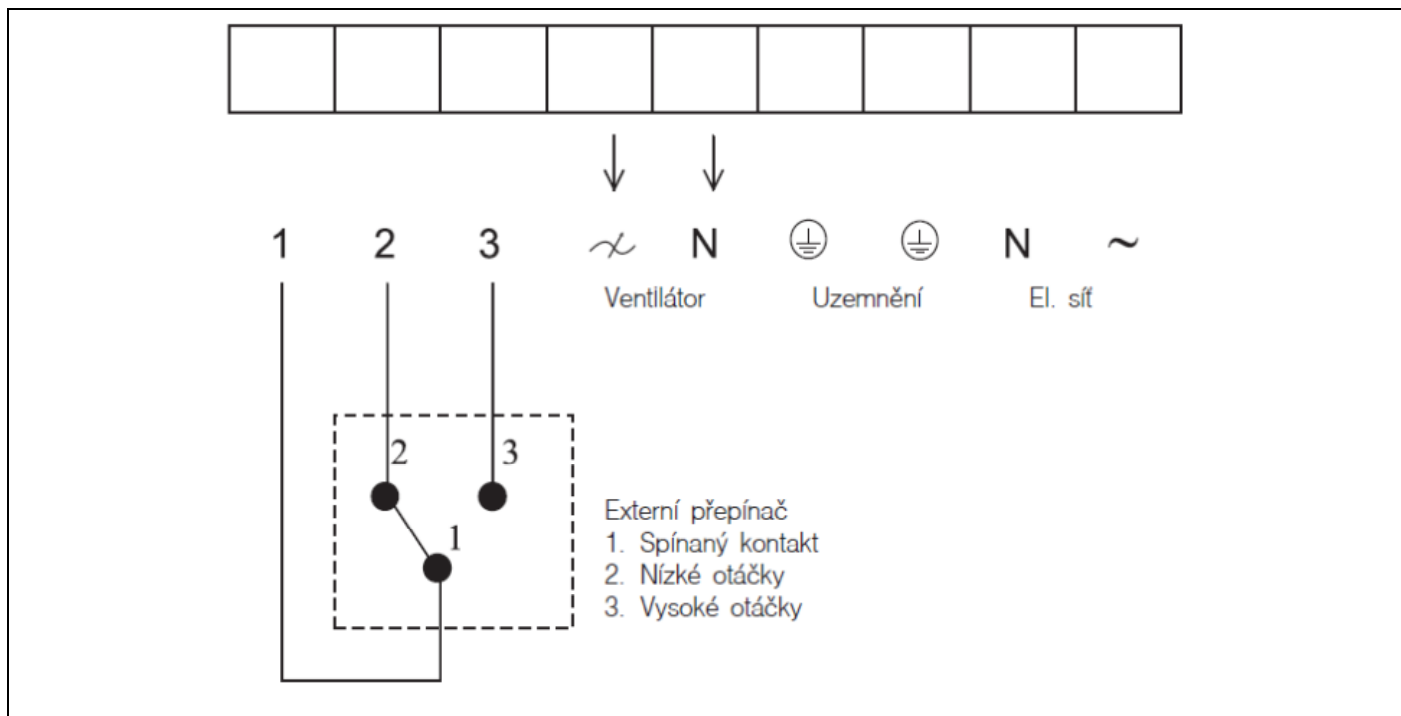 1 2 3 N N ~
Ventilátor Uzemnění El. síť
2 3
1
Externí přepínač
1. Spínaný kontakt
2. Nízké otáčky
3. Vysoké otáčky